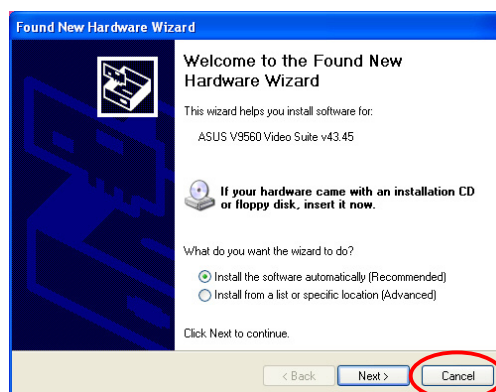 Found New Hardware Wizard
Welcome to the Found New
Hardware Wizard
This wizard helps you install software for:
ASUS V9560 Video Suite v43.45
If your hardware came with an installation CD
or floppy disk, insert it now.
What do you want the wizard to do?
Install the software automatically (Recommended)
Install from a list or specific location (Advanced)
Click Next to continue.
< Back Next > Cancel